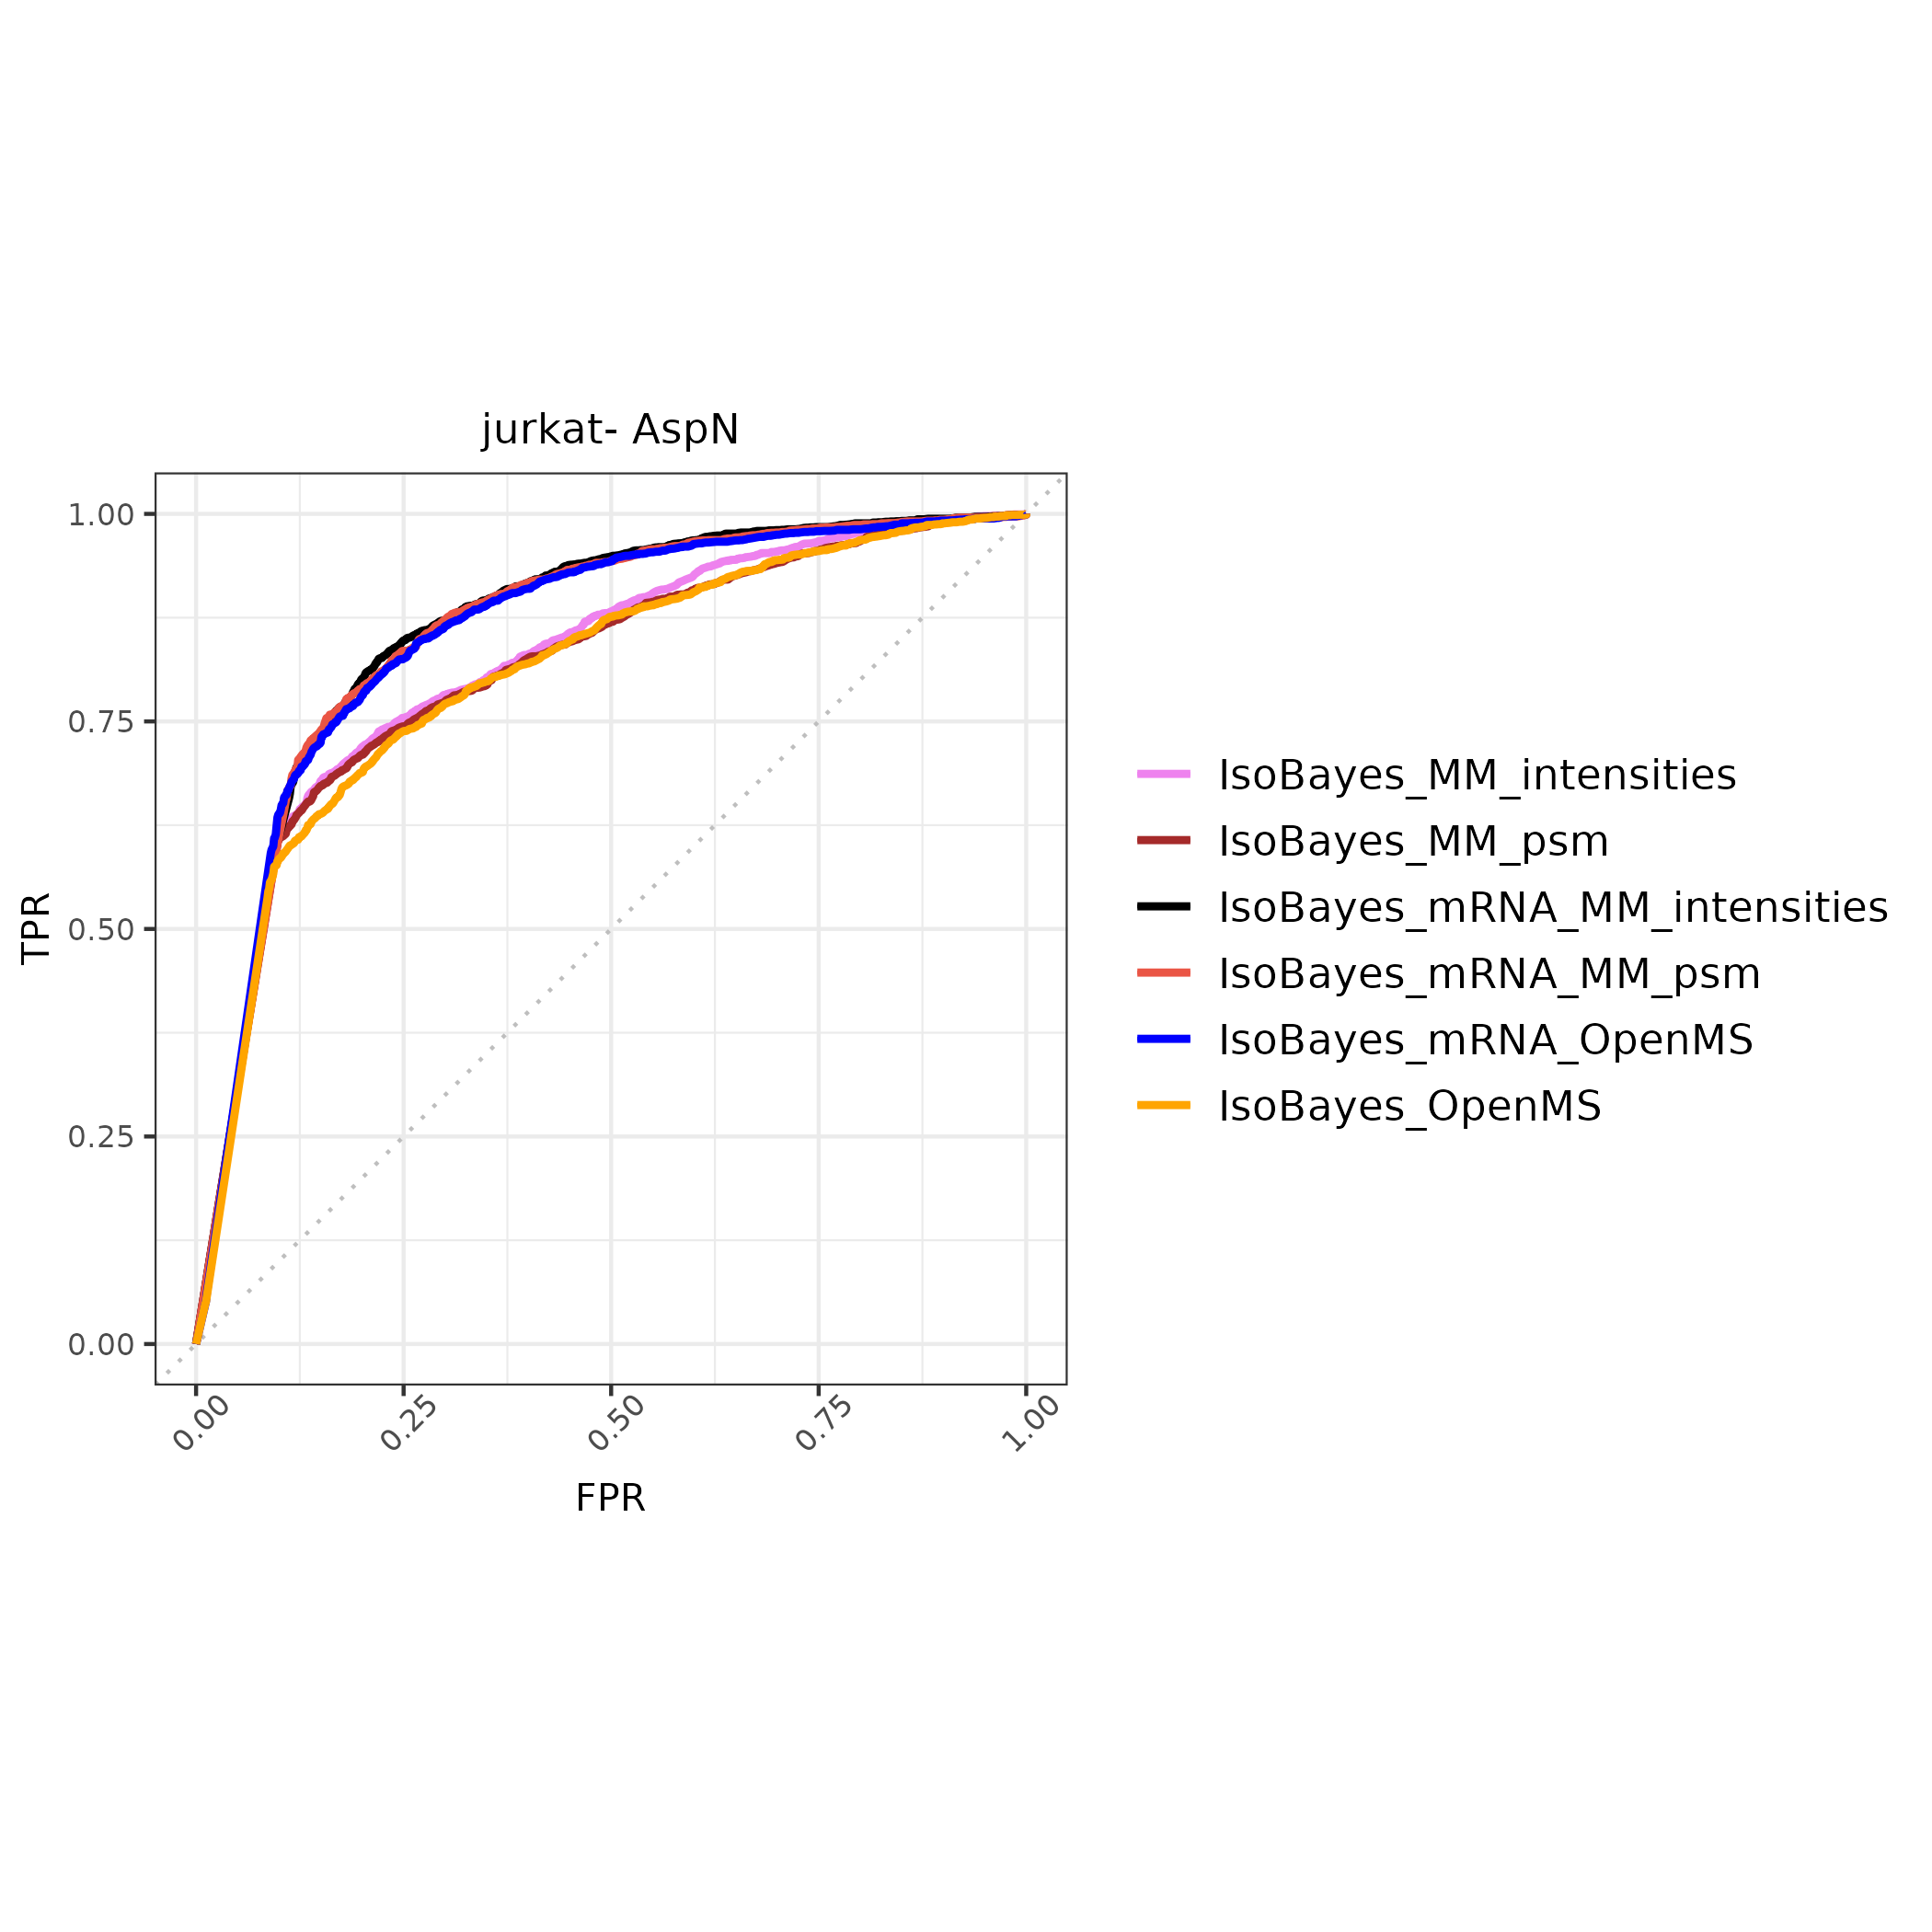 jurkat- AspN
TPR
1.00
0.75
0.50
0.25
0.00
0.00
0.25
0.50
0.75
1.00
FPR
IsoBayes_MM_intensities
IsoBayes_MM_psm
IsoBayes_mRNA_MM_intensities
IsoBayes_mRNA_MM_psm
IsoBayes_mRNA_OpenMS
IsoBayes_OpenMS